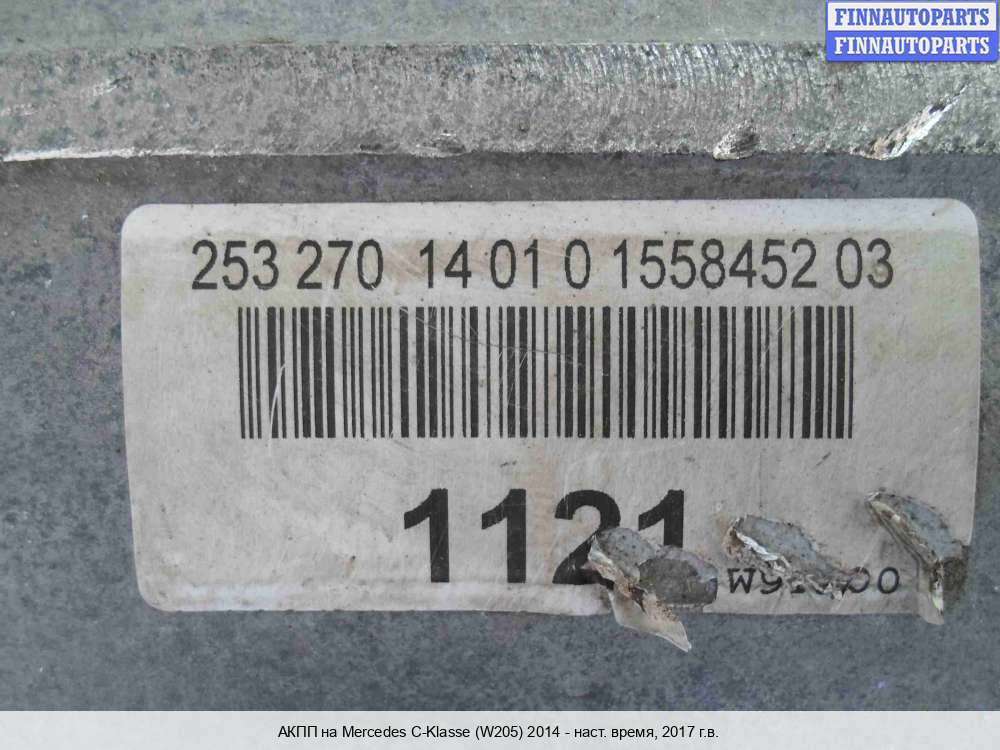 FINNAUTOPARTS
FINNAUTOPARTS
253 270 14 01 0 1558452 03
1121
АКПП на Mercedes C-Klasse (W205) 2014 - наст. время, 2017 г.в.